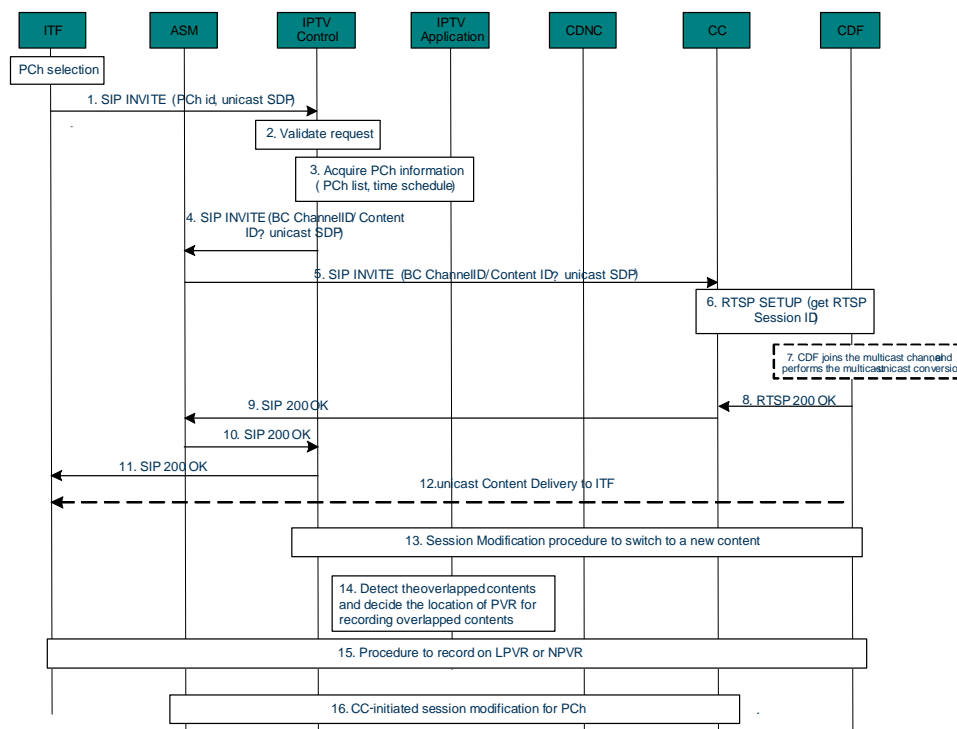 ITF
ASM
IPTV
Control
IPTV
Application
CDNC
CC
CDF
PCh selection
1. SIP INVITE (PCh id, unicast SDP)
2. Validate request
3. Acquire PCh information
( PCh list, time schedule)
4. SIP INVITE (BC ChannelID/ Content
ID? unicast SDP)
5. SIP INVITE (BC ChannelID/ Content ID? unicast SDP)
6. RTSP SETUP (get RTSP
Session ID)
7. CDF joins the multicast channel and
performs the multicast-unicast conversio
8. RTSP 200 OK
9. SIP 200 OK
10. SIP 200 OK
11. SIP 200 OK
12.unicast Content Delivery to ITF
13. Session Modification procedure to switch to a new content
14. Detect the overlapped contents
and decide the location of PVR for
recording overlapped contents
15. Procedure to record on LPVR or NPVR
16. CC-initiated session modification for PCh